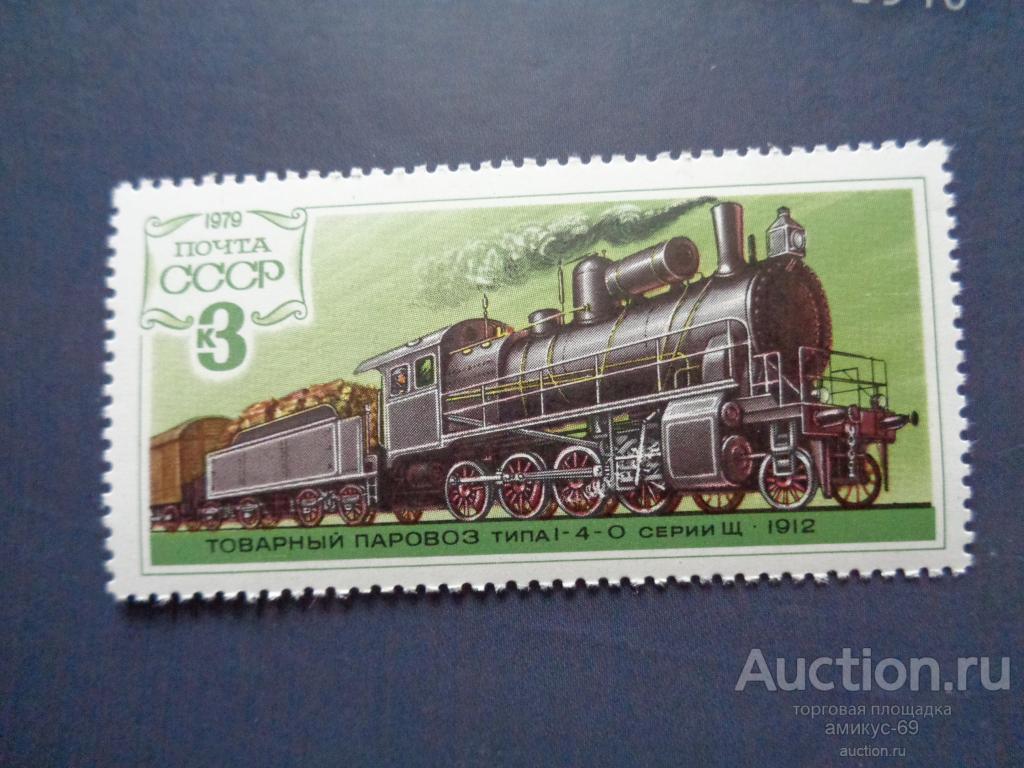 1979
ПОЧТА
СССР
к3
ТОВАРНЫЙ ПАРОВОЗ ТИПА 1-4-0 СЕРИИ Щ · 1912
Auction.ru
торговая площадка
амикус-69
auction.ru